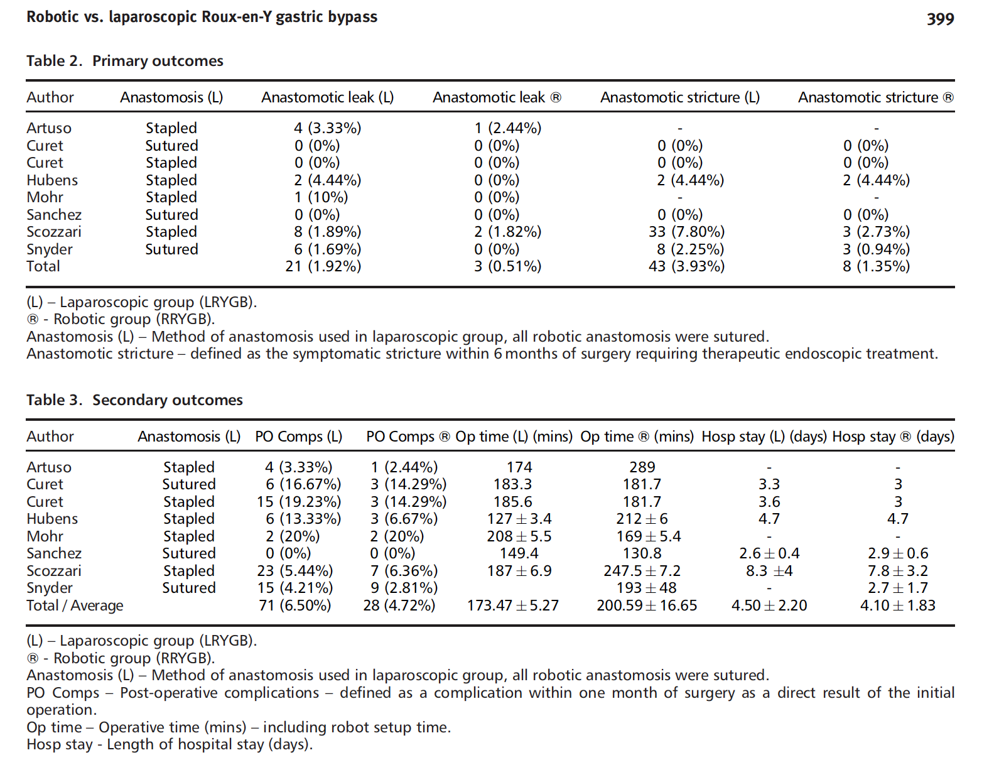 Robotic vs. laparoscopic Roux-en-Y gastric bypass 399
Table 2. Primary outcomes
Author Anastomosis (L) Anastomotic leak (L) Anastomotic leak ® Anastomotic stricture (L) Anastomotic stricture ®
Artuso Stapled 4 (3.33%) 1 (2.44%) - -
Curet Sutured 0 (0%) 0 (0%) 0 (0%) 0 (0%)
Curet Stapled 0 (0%) 0 (0%) 0 (0%) 0 (0%)
Hubens Stapled 2 (4.44%) 0 (0%) 2 (4.44%) 2 (4.44%)
Mohr Stapled 1 (10%) 0 (0%) - -
Sanchez Sutured 0 (0%) 0 (0%) 0 (0%) 0 (0%)
Scozzari Stapled 8 (1.89%) 2 (1.82%) 33 (7.80%) 3 (2.73%)
Snyder Sutured 6 (1.69%) 0 (0%) 8 (2.25%) 3 (0.94%)
Total 21 (1.92%) 3 (0.51%) 43 (3.93%) 8 (1.35%)
(L) – Laparoscopic group (LRYGB).
® - Robotic group (RRYGB).
Anastomosis (L) – Method of anastomosis used in laparoscopic group, all robotic anastomosis were sutured.
Anastomotic stricture – defined as the symptomatic stricture within 6 months of surgery requiring therapeutic endoscopic treatment.
Table 3. Secondary outcomes
Author Anastomosis (L) PO Comps (L) PO Comps ® Op time (L) (mins) Op time ® (mins) Hosp stay (L) (days) Hosp stay ® (days)
Artuso Stapled 4 (3.33%) 1 (2.44%) 174 289 - -
Curet Sutured 6 (16.67%) 3 (14.29%) 183.3 181.7 3.3 3
Curet Stapled 15 (19.23%) 3 (14.29%) 185.6 181.7 3.6 3
Hubens Stapled 6 (13.33%) 3 (6.67%) 127 ± 3.4 212 ± 6 4.7 4.7
Mohr Stapled 2 (20%) 2 (20%) 208 ± 5.5 169 ± 5.4 - -
Sanchez Sutured 0 (0%) 0 (0%) 149.4 130.8 2.6 ± 0.4 2.9 ± 0.6
Scozzari Stapled 23 (5.44%) 7 (6.36%) 187 ± 6.9 247.5 ± 7.2 8.3 ±4 7.8 ± 3.2
Snyder Sutured 15 (4.21%) 9 (2.81%) 193 ± 48 - 2.7 ± 1.7
Total / Average 71 (6.50%) 28 (4.72%) 173.47 ± 5.27 200.59 ± 16.65 4.50 ± 2.20 4.10 ± 1.83
(L) – Laparoscopic group (LRYGB).
® - Robotic group (RRYGB).
Anastomosis (L) – Method of anastomosis used in laparoscopic group, all robotic anastomosis were sutured.
PO Comps – Post-operative complications – defined as a complication within one month of surgery as a direct result of the initial
operation.
Op time – Operative time (mins) – including robot setup time.
Hosp stay - Length of hospital stay (days).